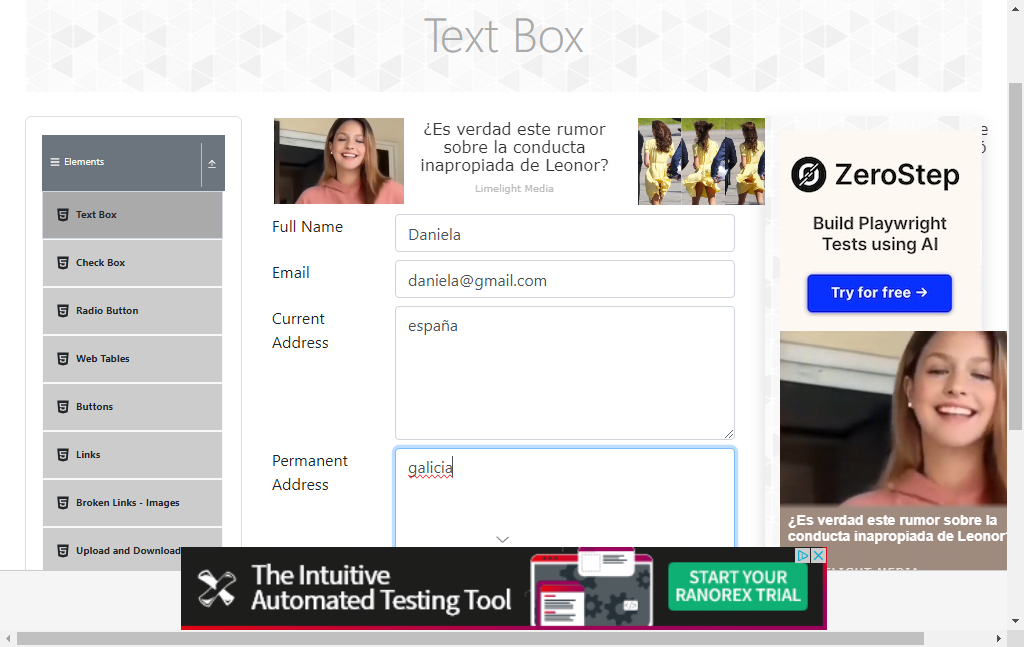 Text Box
Elements
Text Box
Check Box
Radio Button
Web Tables
Buttons
Links
Broken Links - Images
Upload and Download
¿Es verdad este rumor
sobre la conducta
inapropiada de Leonor?
Limelight Media
Full Name
Daniela
Email
daniela@gmail.com
Current
Address
españa
Permanent
Address
galicia
ZeroStep
Build Playwright
Tests using AI
Try for free →
¿Es verdad este rumor sobre la
conducta inapropiada de Leonor?
The Intuitive
Automated Testing Tool
START YOUR
RANOREX TRIAL